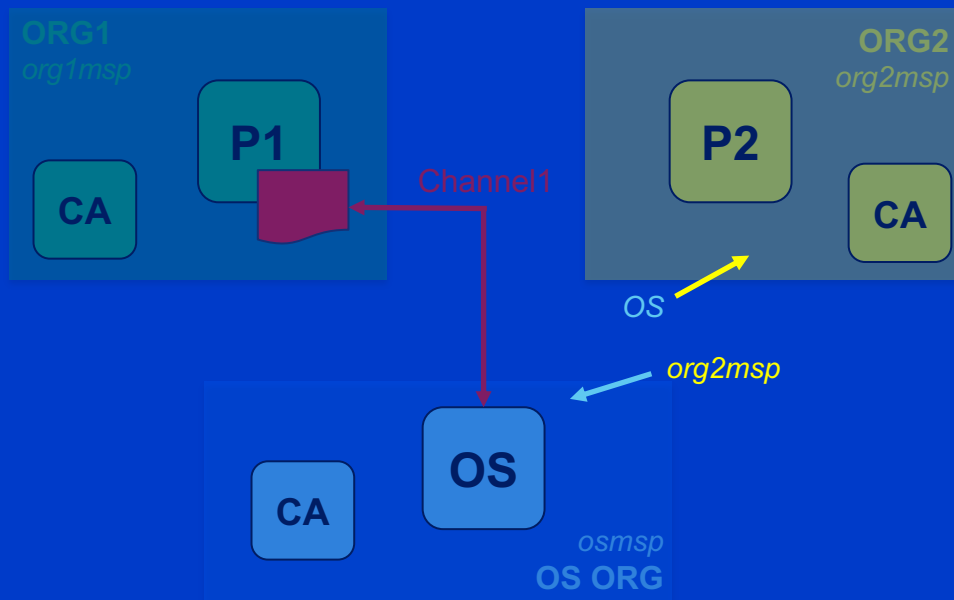 ORG1
org1msp
P1
CA
Channel1
ORG2
org2msp
P2
CA
OS
org2msp
OS
CA
osmsp
OS ORG